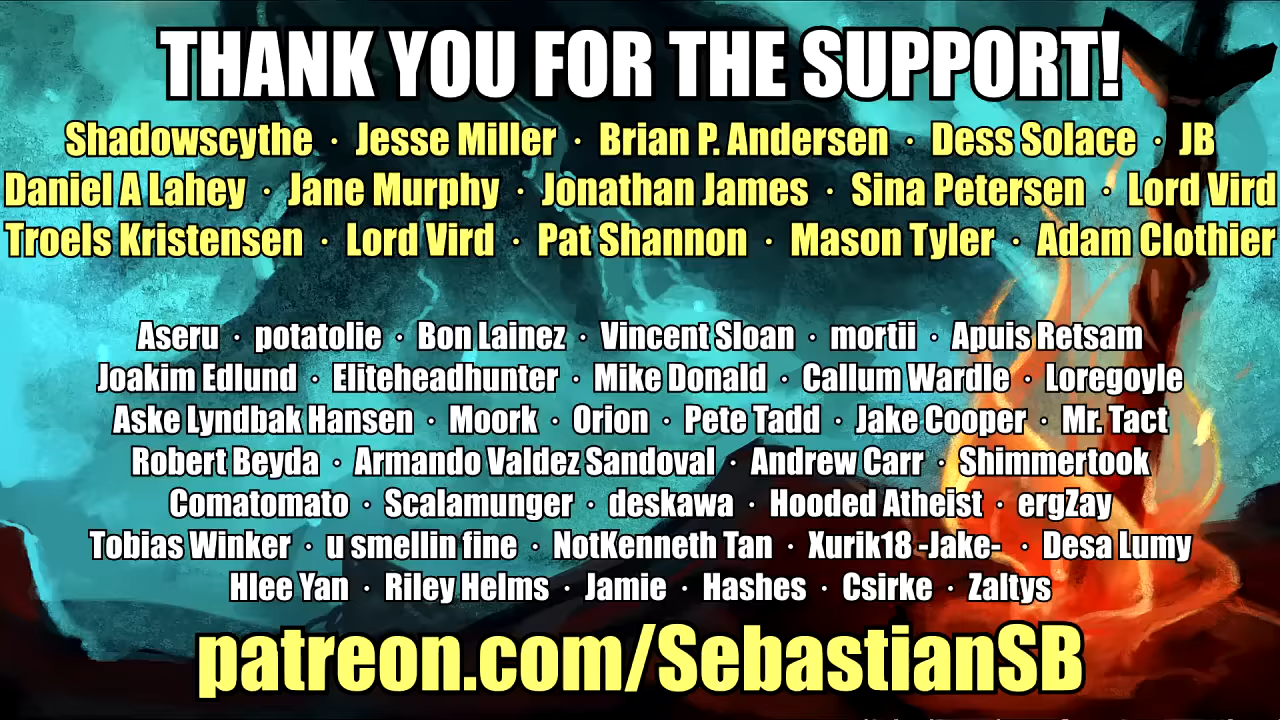 THANK YOU FOR THE SUPPORT!
Shadowscythe · Jesse Miller · Brian P. Andersen · Dess Solace · JB
Daniel A Lahey · Jane Murphy · Jonathan James · Sina Petersen · Lord Vird
Troels Kristensen · Lord Vird · Pat Shannon · Mason Tyler · Adam Clothier
Aseru · potatolie · Bon Lainez · Vincent Sloan · mortii · Apuis Retsam
Joakim Edlund · Eliteheadhunter · Mike Donald · Callum Wardle · Loregoyle
Aske Lyndbak Hansen · Moork · Orion · Pete Tadd · Jake Cooper · Mr. Tact
Robert Beyda · Armando Valdez Sandoval · Andrew Carr · Shimmertook
Comatomato · Scalamunger · deskawa · Hooded Atheist · ergZay
Tobias Winker · u smellin fine · NotKenneth Tan · Xurik18 -Jake- · Desa Lumy
Hlee Yan · Riley Helms · Jamie · Hashes · Csirke · Zaltys
patreon.com/SebastianSB